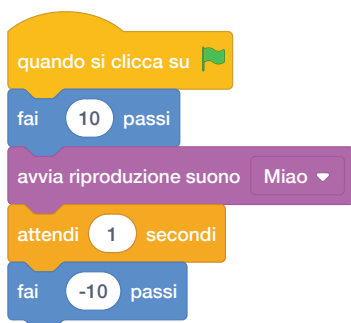 quando si clicca su
fai 10 passi
avvia riproduzione suono Miao
attendi 1 secondi
fai -10 passi